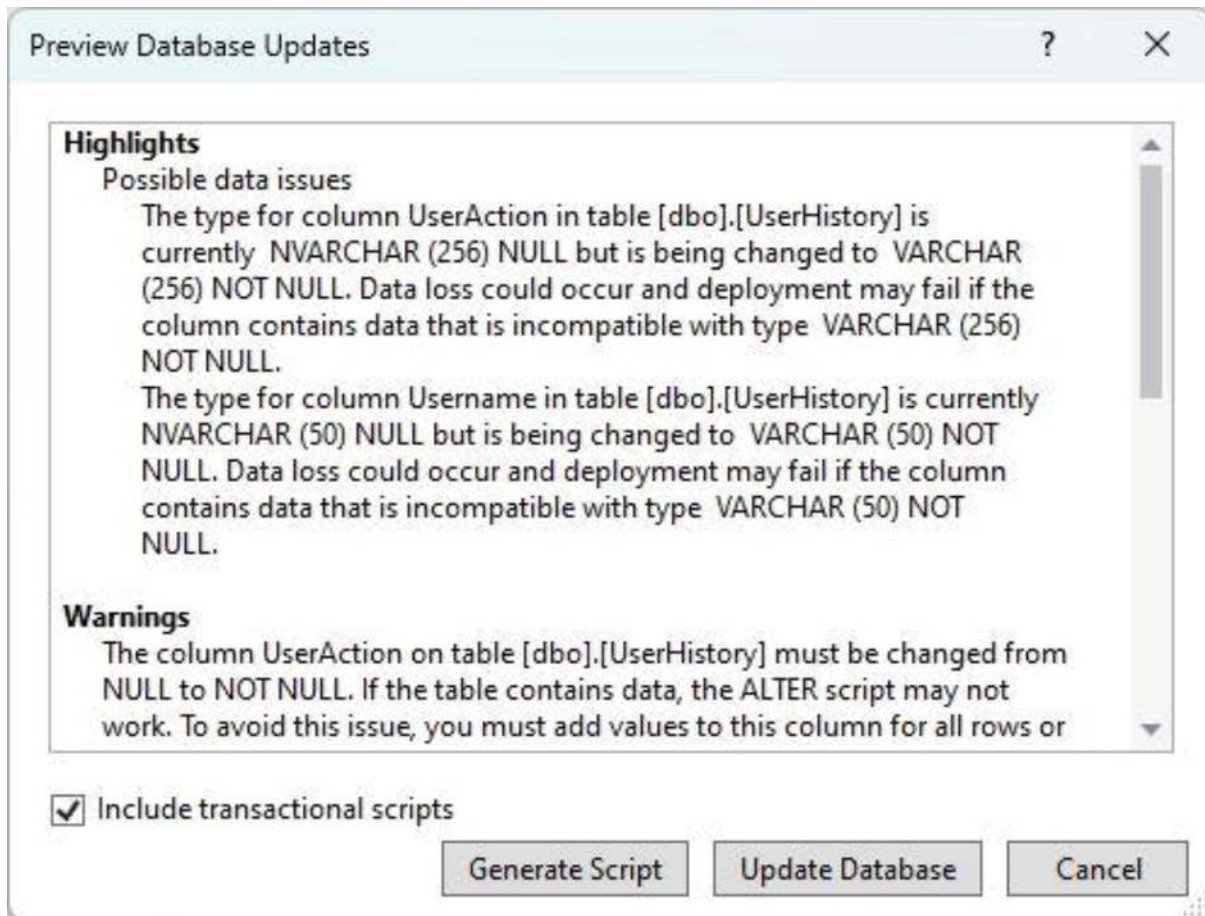 Preview Database Updates ?
Highlights
Possible data issues
The type for column UserAction in table [dbo].[UserHistory] is
currently NVARCHAR (256) NULL but is being changed to VARCHAR
(256) NOT NULL. Data loss could occur and deployment may fail if the
column contains data that is incompatible with type VARCHAR (256)
NOT NULL.
The type for column Username in table [dbo].[UserHistory] is currently
NVARCHAR (50) NULL but is being changed to VARCHAR (50) NOT
NULL. Data loss could occur and deployment may fail if the column
contains data that is incompatible with type VARCHAR (50) NOT
NULL.
Warnings
The column UserAction on table [dbo].[UserHistory] must be changed from
NULL to NOT NULL. If the table contains data, the ALTER script may not
work. To avoid this issue, you must add values to this column for all rows or
Include transactional scripts
Generate Script Update Database Cancel